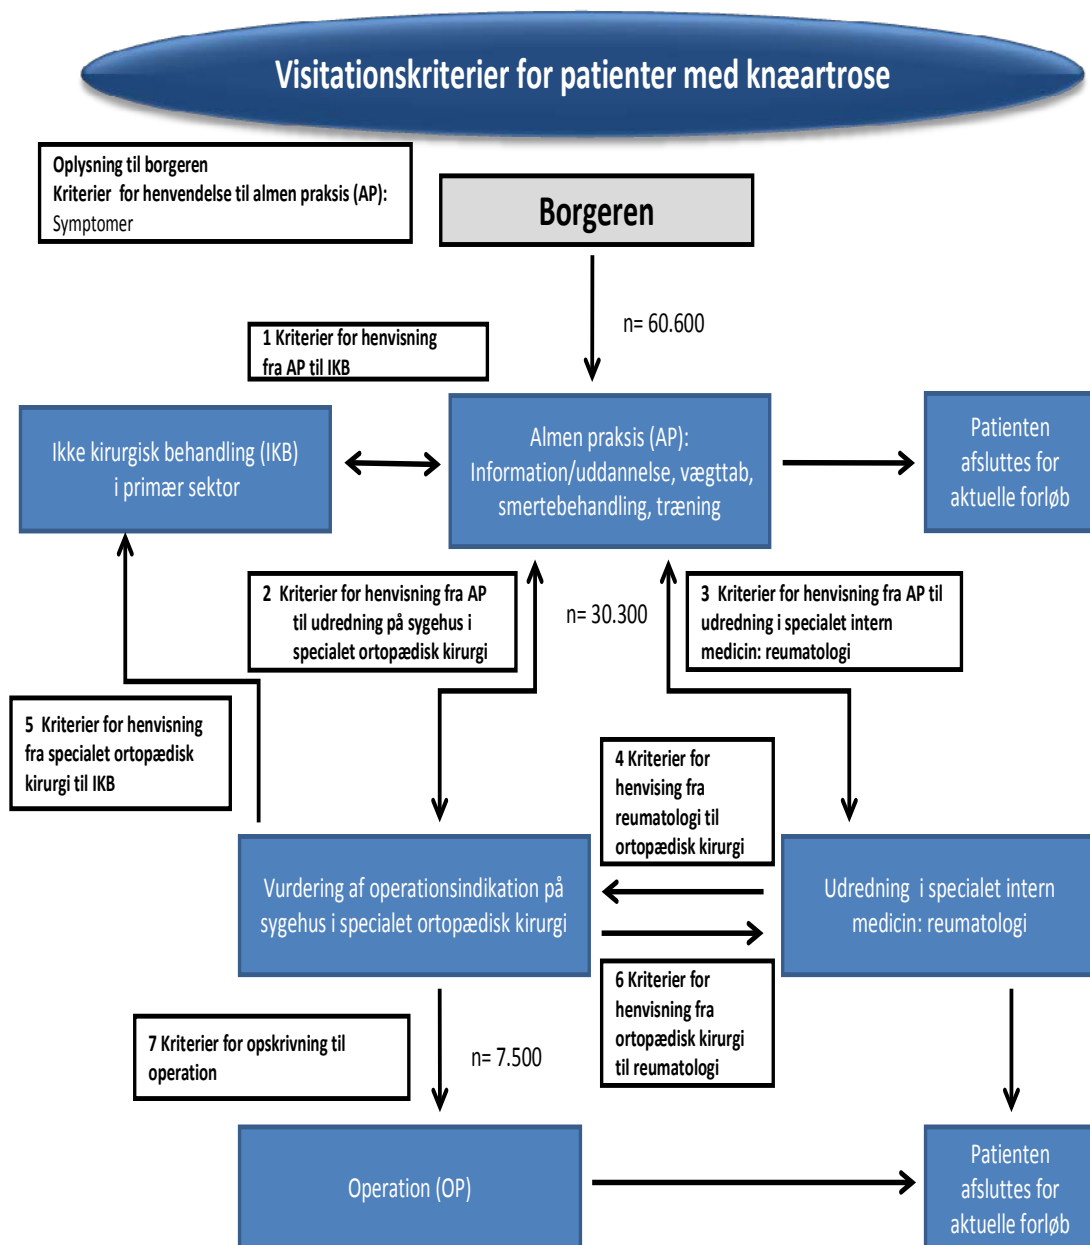 Visitationskriterier for patienter med knæartrose
Oplysning til borgeren
Kriterier for henvendelse til almen praksis (AP):
Symptomer
Borgeren
n= 60.600
1 Kriterier for henvisning
fra AP til IKB
Ikke kirurgisk behandling (IKB)
i primær sektor
Almen praksis (AP):
Information/uddannelse, vægttab,
smertebehandling, træning
Patienten
afsluttes for
aktuelle forløb
2 Kriterier for henvisning fra AP
til udredning på sygehus i
specialet ortopædisk kirurgi
n= 30.300
3 Kriterier for henvisning fra AP til
udredning i specialet intern
medicin: reumatologi
5 Kriterier for henvisning
fra specialet ortopædisk
kirurgi til IKB
4 Kriterier for
henvising fra
reumatologi til
ortopædisk kirurgi
Vurdering af operationsindikation på
sygehus i specialet ortopædisk kirurgi
Udredning i specialet intern
medicin: reumatologi
6 Kriterier for
henvisning fra
ortopædisk kirurgi
til reumatologi
7 Kriterier for opskrivning til
operation
n= 7.500
Operation (OP)
Patienten
afsluttes for
aktuelle forløb